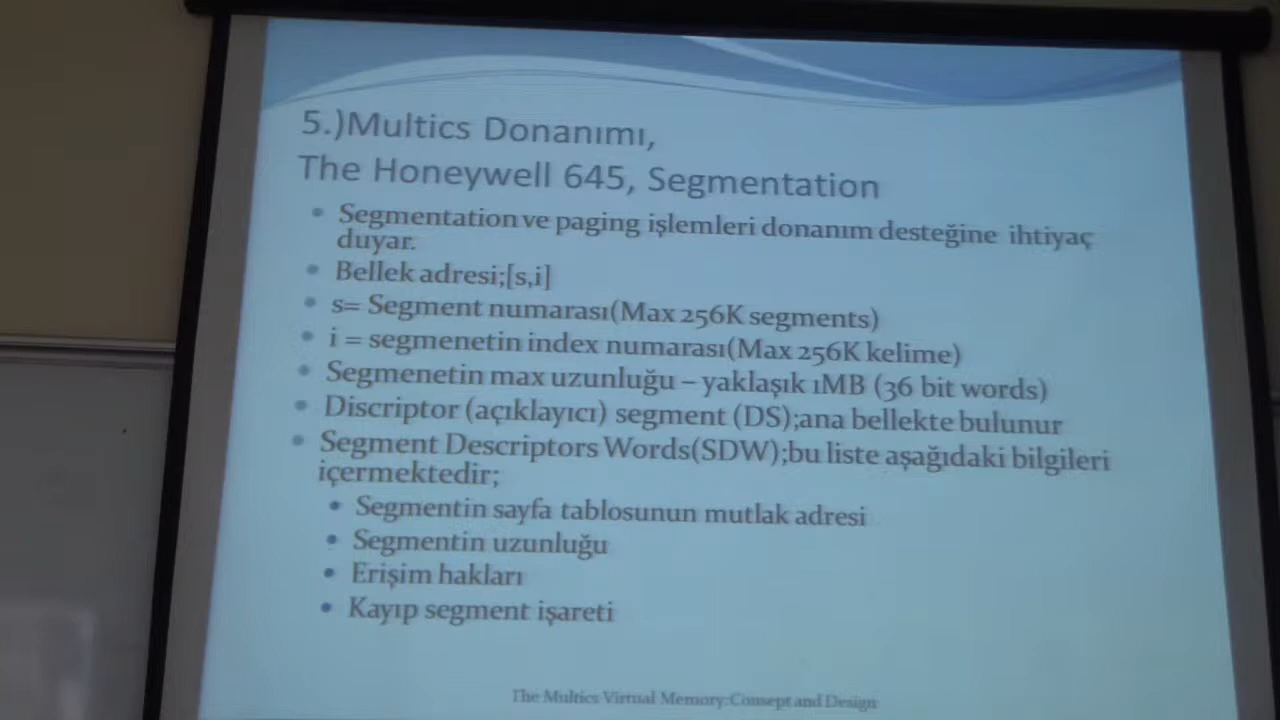 5.)Multics Donanımı,
The Honeywell 645, Segmentation
Segmentation ve paging işlemleri donanım desteğine ihtiyaç
duyar.
Bellek adresi;[s,i]
s= Segment numarası(Max 256K segments)
i = segmenetin index numarası(Max 256K kelime)
Segmenetin max uzunluğu – yaklaşık 1MB (36 bit words)
Discriptor (açıklayıcı) segment (DS);ana bellekte bulunur
Segment Descriptors Words(SDW);bu liste aşağıdaki bilgileri
içermektedir;
Segmentin sayfa tablosunun mutlak adresi
Segmentin uzunluğu
Erişim hakları
Kayıp segment işareti
The Multics Virtual Memory:Consept and Design